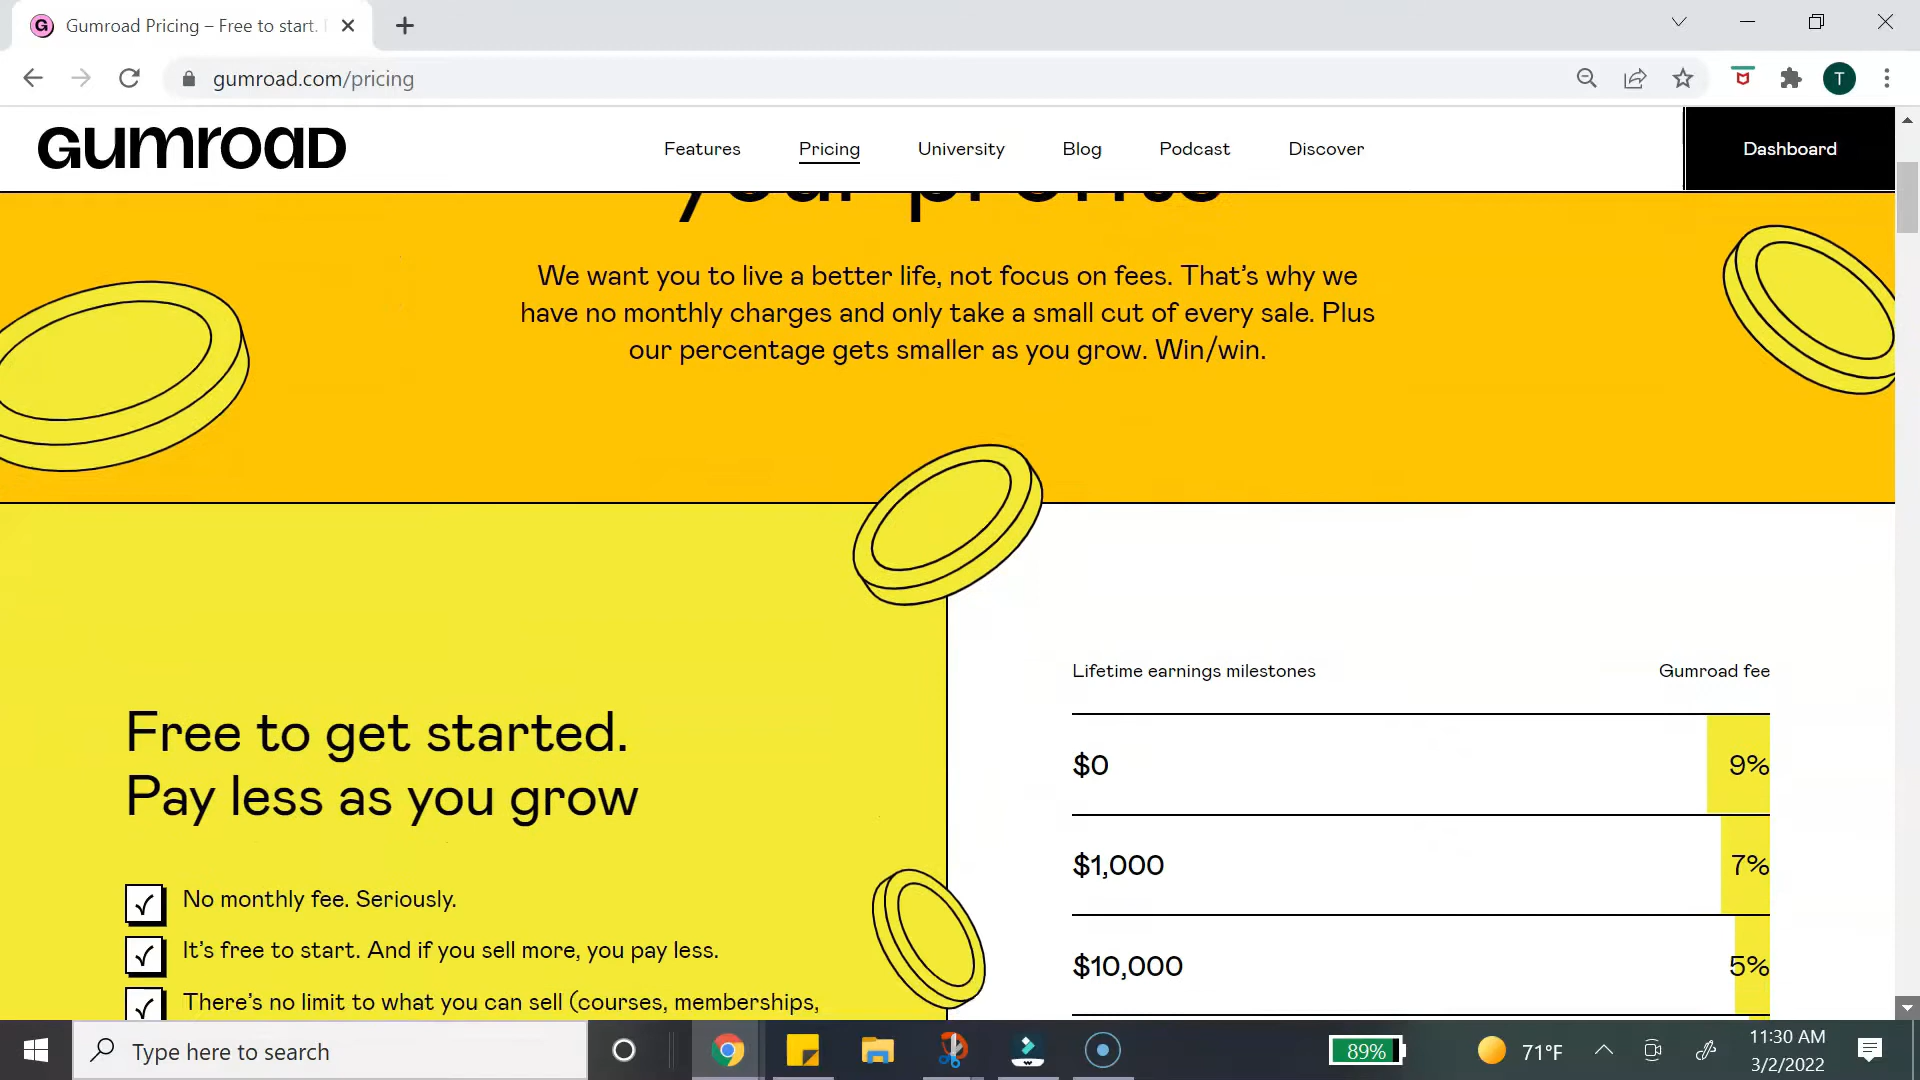 Gumroad Pricing – Free to start.
gumroad.com/pricing
T
GUMROAD
Features
Pricing
University
Blog
Podcast
Discover
Dashboard
your profits
We want you to live a better life, not focus on fees. That's why we
have no monthly charges and only take a small cut of every sale. Plus
our percentage gets smaller as you grow. Win/win.
Free to get started.
Pay less as you grow
No monthly fee. Seriously.
It's free to start. And if you sell more, you pay less.
There's no limit to what you can sell (courses, memberships,
Lifetime earnings milestones
Gumroad fee
$0
9%
$1,000
7%
$10,000
5%
Type here to search
89%
71°F
11:30 AM
3/2/2022